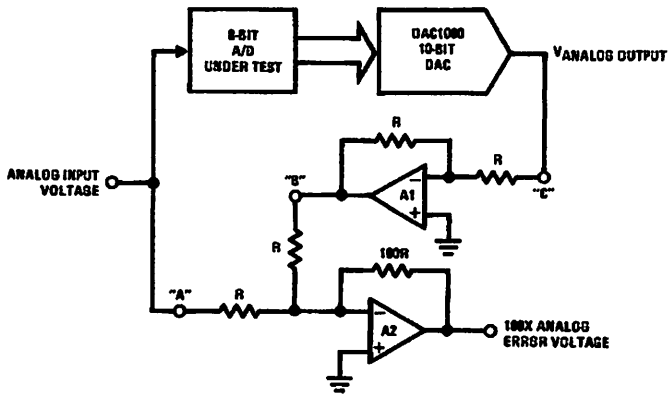 8-BIT
A/D
UNDER TEST
DAC1000
10-BIT
DAC
VANALOG OUTPUT
R
ANALOG INPUT
VOLTAGE
"B"
A1
−
+
R
"C"
R
100R
"A"
R
A2
−
+
100X ANALOG
ERROR VOLTAGE